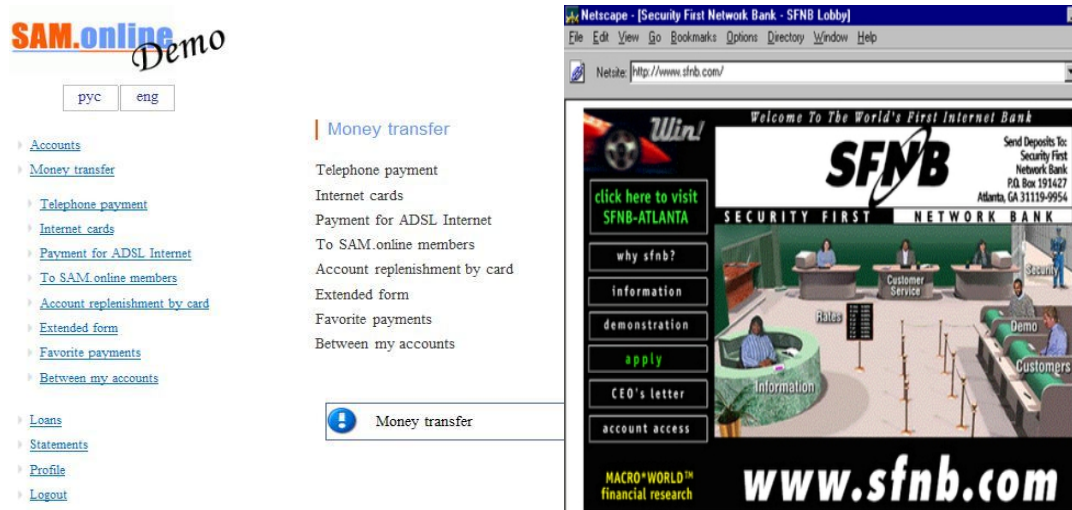 SAM.online
Demo
рус
eng
Accounts
Money transfer
Telephone payment
Internet cards
Payment for ADSL Internet
To SAM.online members
Account replenishment by card
Extended form
Favorite payments
Between my accounts
Loans
Statements
Profile
Logout
Money transfer
Telephone payment
Internet cards
Payment for ADSL Internet
To SAM.online members
Account replenishment by card
Extended form
Favorite payments
Between my accounts
Money transfer
Netscape - [Security First Network Bank - SFNB Lobby]
File Edit View Go Bookmarks Options Directory Window Help
Netsite: http://www.sfnb.com/
Welcome To The World's First Internet Bank
Win!
SFNB
Send Deposits To:
Security First
Network Bank
P.O. Box 191427
Atlanta, GA 31119-9954
SECURITY FIRST NETWORK BANK
click here to visit
SFNB-ATLANTA
why sfnb?
information
demonstration
apply
CEO's letter
account access
MACRO*WORLD™
financial research
Security
Customer
Service
Rates
Demo
Customers
Information
www.sfnb.com